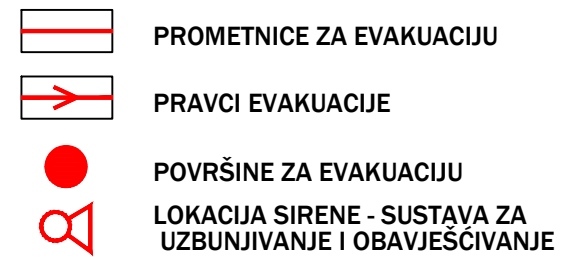 PROMETNICE ZA EVAKUACIJU
PRAVCI EVAKUACIJE
POVRŠINE ZA EVAKUACIJU
LOKACIJA SIRENE - SUSTAVA ZA
UZBUNJIVANJE I OBAVJEŠĆIVANJE